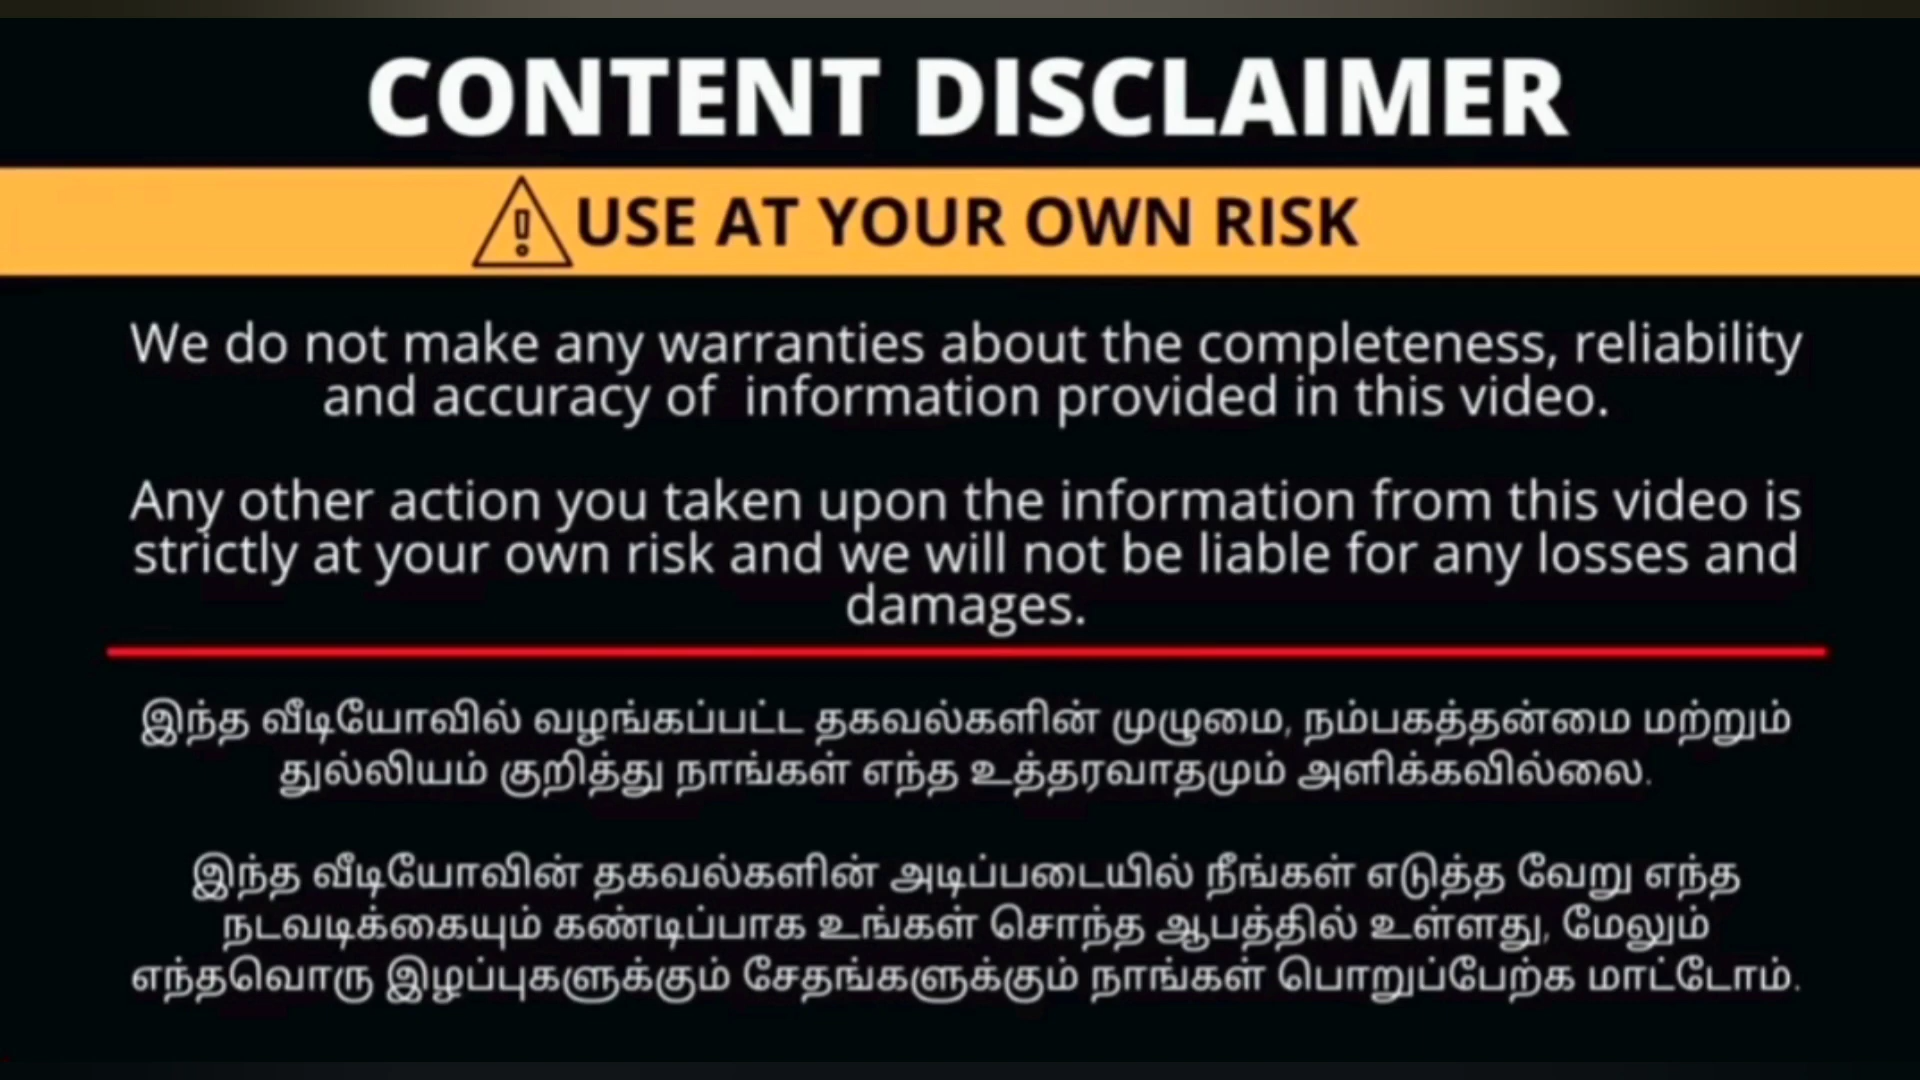 CONTENT DISCLAIMER
USE AT YOUR OWN RISK
We do not make any warranties about the completeness, reliability
and accuracy of  information provided in this video.
Any other action you taken upon the information from this video is
strictly at your own risk and we will not be liable for any losses and
damages.
இந்த வீடியோவில் வழங்கப்பட்ட தகவல்களின் முழுமை, நம்பகத்தன்மை மற்றும்
துல்லியம் குறித்து நாங்கள் எந்த உத்தரவாதமும் அளிக்கவில்லை.
இந்த வீடியோவின் தகவல்களின் அடிப்படையில் நீங்கள் எடுத்த வேறு எந்த
நடவடிக்கையும் கண்டிப்பாக உங்கள் சொந்த ஆபத்தில் உள்ளது, மேலும்
எந்தவொரு இழப்புகளுக்கும் சேதங்களுக்கும் நாங்கள் பொறுப்பேற்க மாட்டோம்.